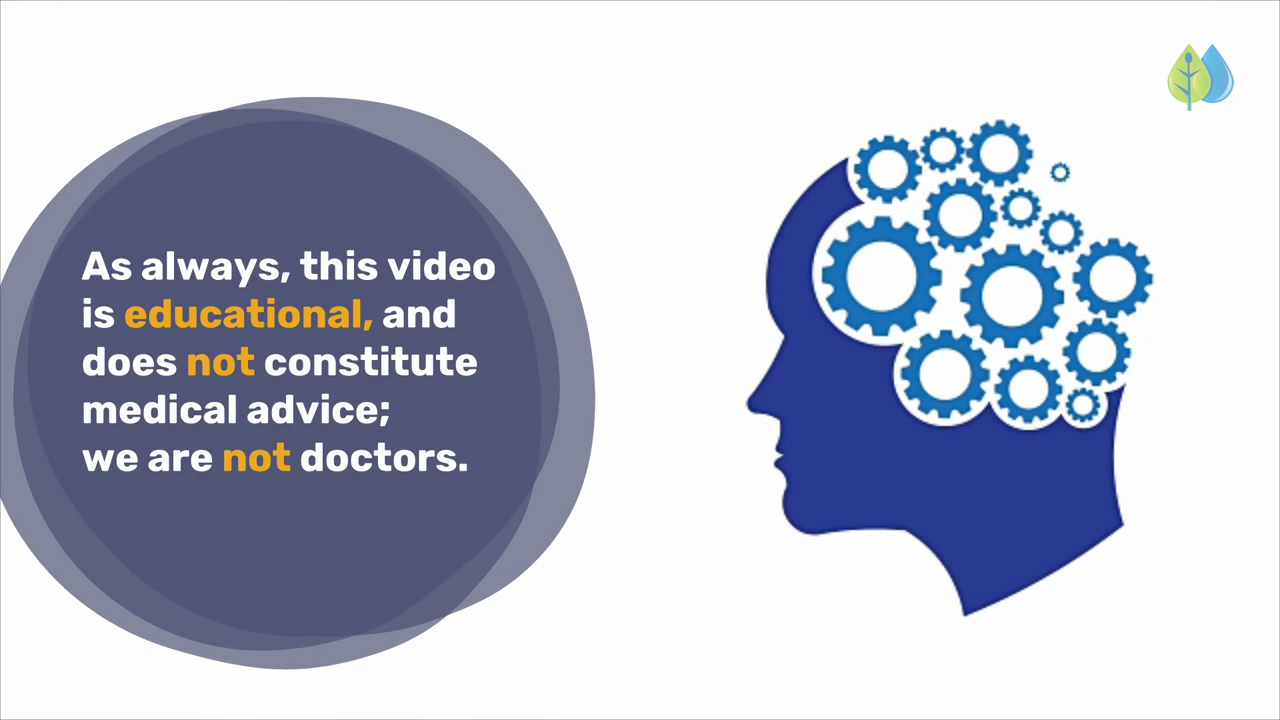 As always, this video
is educational, and
does not constitute
medical advice;
we are not doctors.